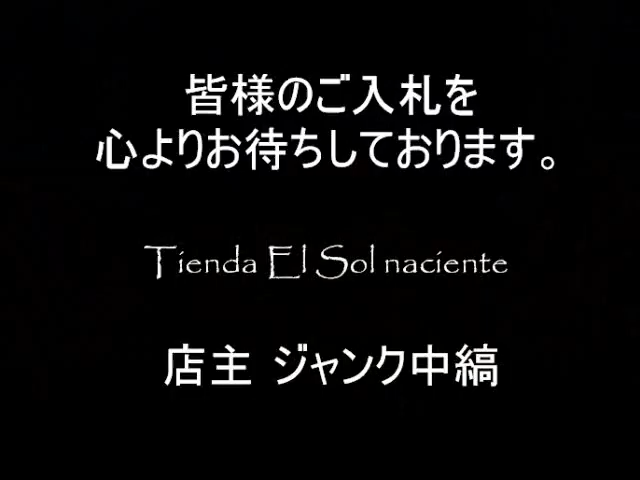 皆様のご入札を
心よりお待ちしております。
Tienda El Sol naciente
店主 ジャンク中縞